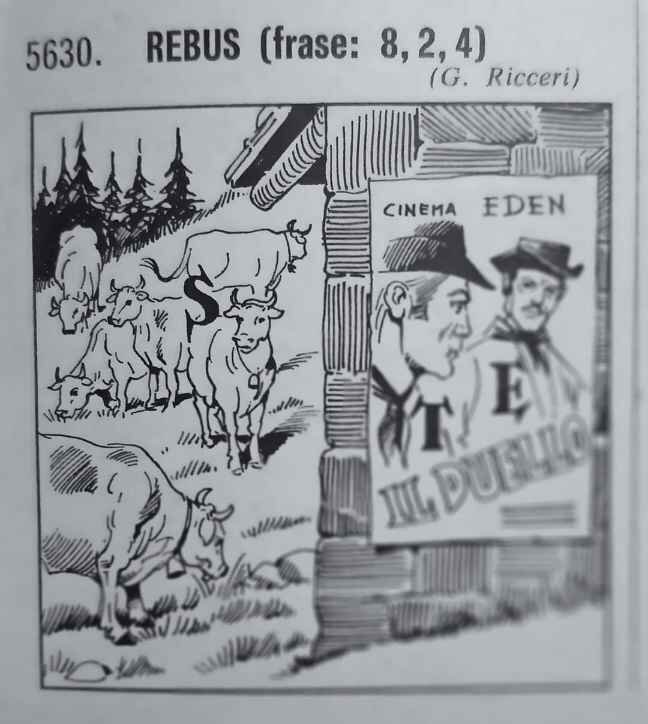 5630. REBUS (frase: 8, 2, 4)
(G. Ricceri)
CINEMA EDEN
S
E
T
IL DUELLO